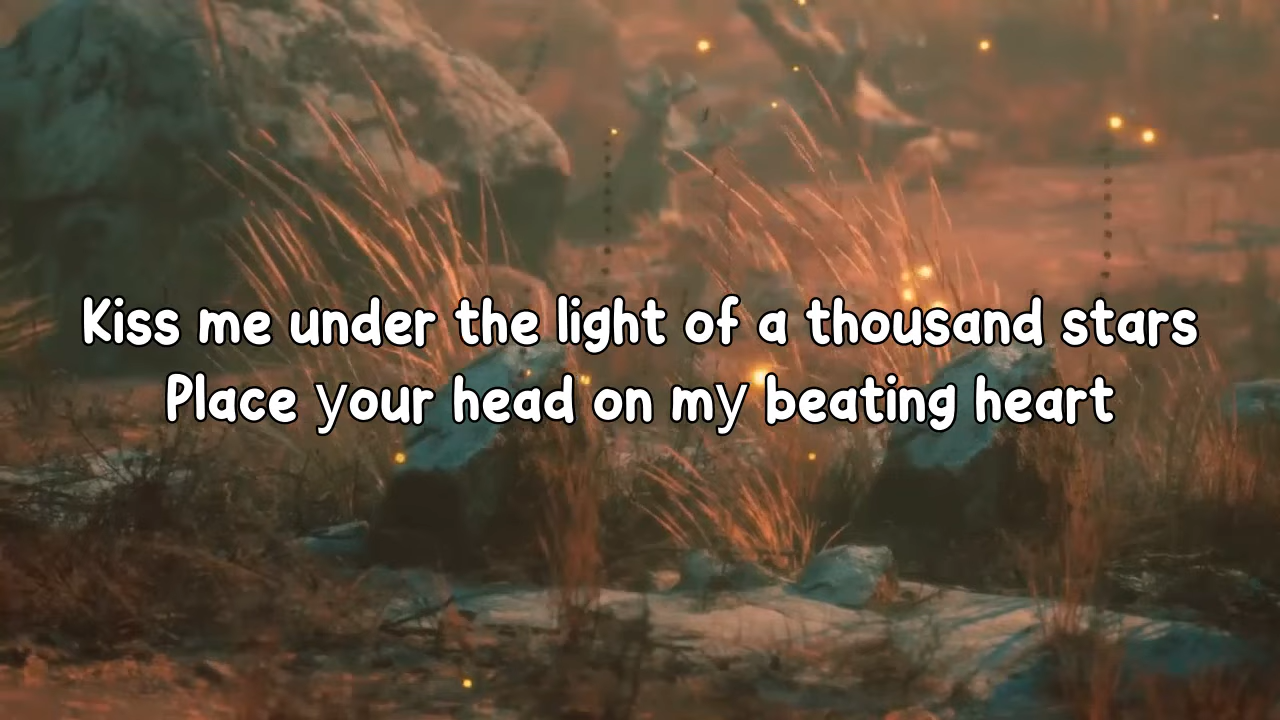 Kiss me under the light of a thousand stars
Place your head on my beating heart